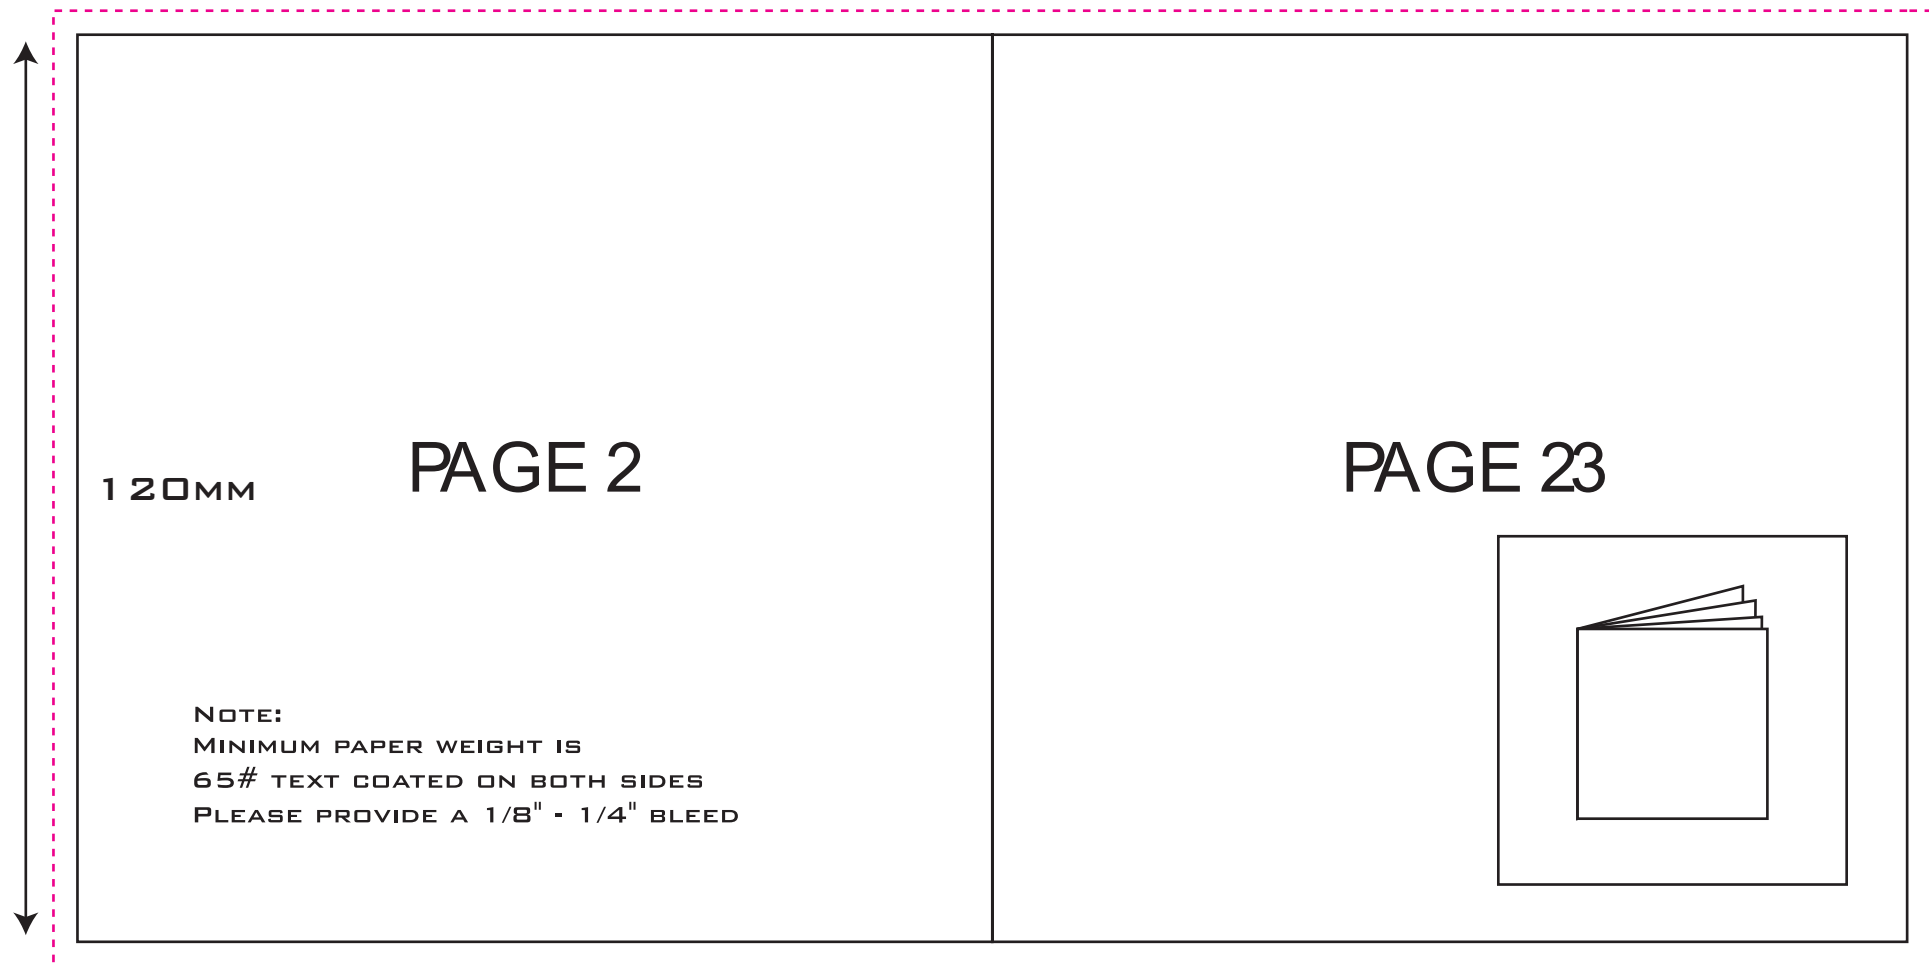 PAGE 2
PAGE 23
120MM
NOTE:
MINIMUM PAPER WEIGHT IS
65# TEXT COATED ON BOTH SIDES
PLEASE PROVIDE A 1/8" - 1/4" BLEED